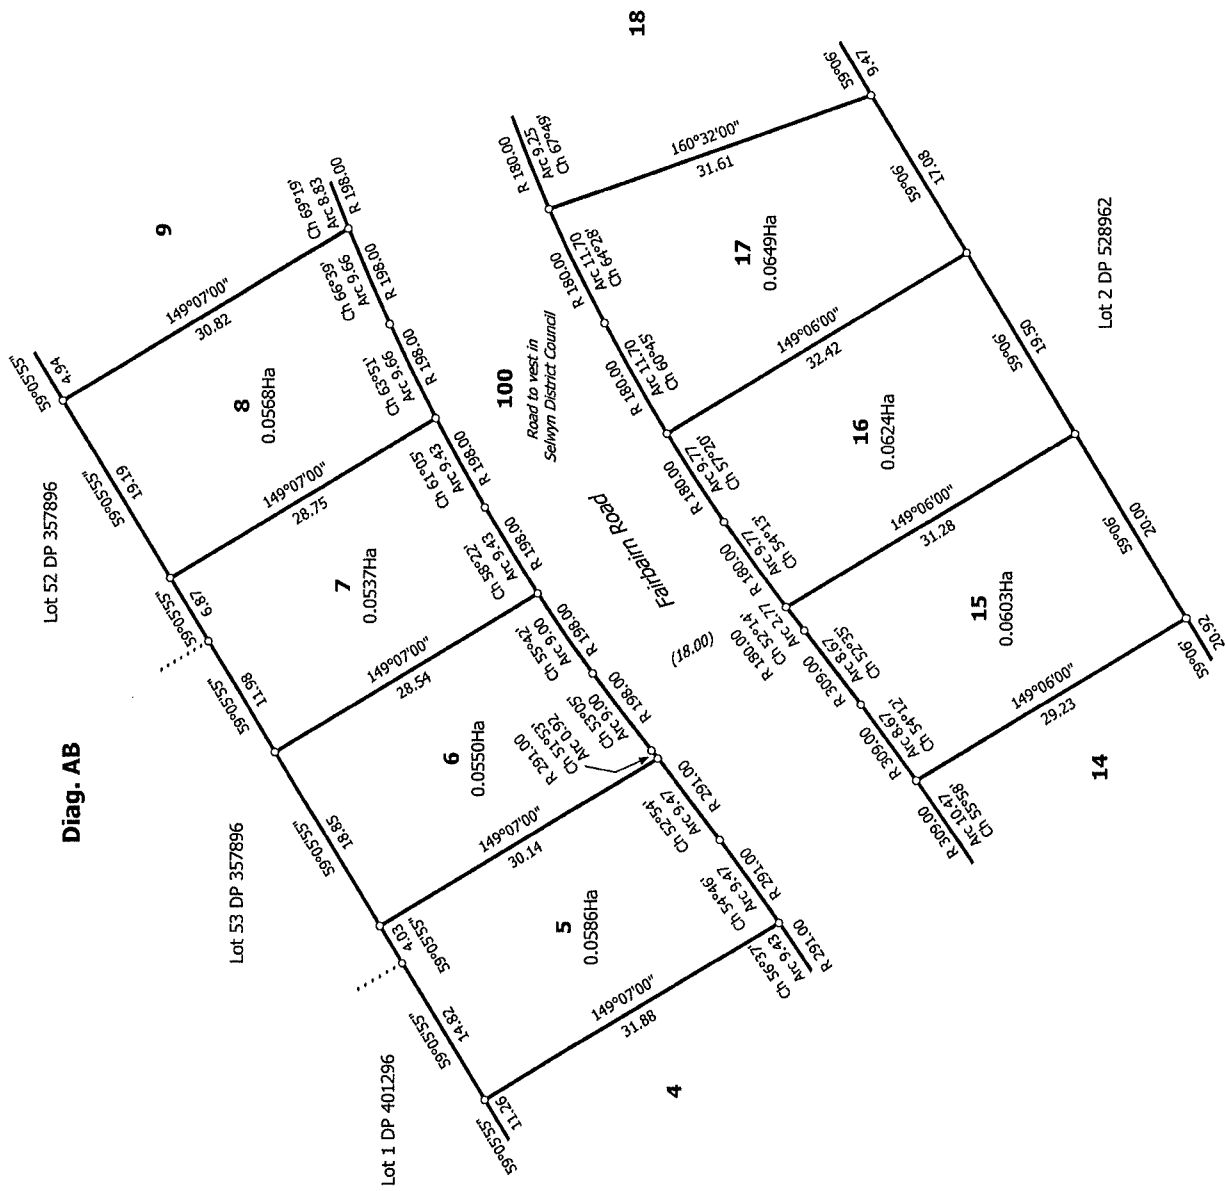 Diag. AB
Lot 1 DP 401296
Lot 53 DP 357896
Lot 52 DP 357896
59°05'55"
11.26
59°05'55"
14.82
59°05'55"
4.03
59°05'55"
18.85
59°05'55"
11.98
59°05'55"
6.87
59°05'55"
19.19
59°05'55"
4.94
4
149°07'00"
31.88
5
0.0586Ha
149°07'00"
30.14
6
0.0550Ha
149°07'00"
28.54
7
0.0537Ha
149°07'00"
28.75
8
0.0568Ha
149°07'00"
30.82
9
Ch 56°37'
Arc 9.43
R 291.00
Ch 54°46'
Arc 9.47
R 291.00
Ch 52°54'
Arc 9.47
R 291.00
R 291.00
Ch 51°53'
Arc 0.92
Ch 53°05'
Arc 9.00
R 198.00
Ch 55°42'
Arc 9.00
R 198.00
Ch 58°22'
Arc 9.43
R 198.00
Ch 61°05'
Arc 9.43
R 198.00
Ch 63°51'
Arc 9.66
R 198.00
Ch 66°39'
Arc 9.66
R 198.00
Ch 69°19'
Arc 8.83
R 198.00
(18.00)
Fairbairn Road
100
Road to vest in
Selwyn District Council
R 309.00
Arc 10.47
Ch 55°58'
R 309.00
Arc 8.67
Ch 54°12'
R 309.00
Arc 8.67
Ch 52°35'
R 180.00
Ch 52°14'
Arc 2.77
R 180.00
Arc 9.77
Ch 54°13'
R 180.00
Arc 9.77
Ch 57°20'
R 180.00
Arc 11.70
Ch 60°45'
R 180.00
Arc 11.70
Ch 64°28'
R 180.00
Arc 9.25
Ch 67°49'
14
149°06'00"
29.23
15
0.0603Ha
149°06'00"
31.28
16
0.0624Ha
149°06'00"
32.42
17
0.0649Ha
160°32'00"
31.61
18
59°06'
20.92
59°06'
20.00
59°06'
19.50
59°06'
17.08
59°06'
9.47
Lot 2 DP 528962